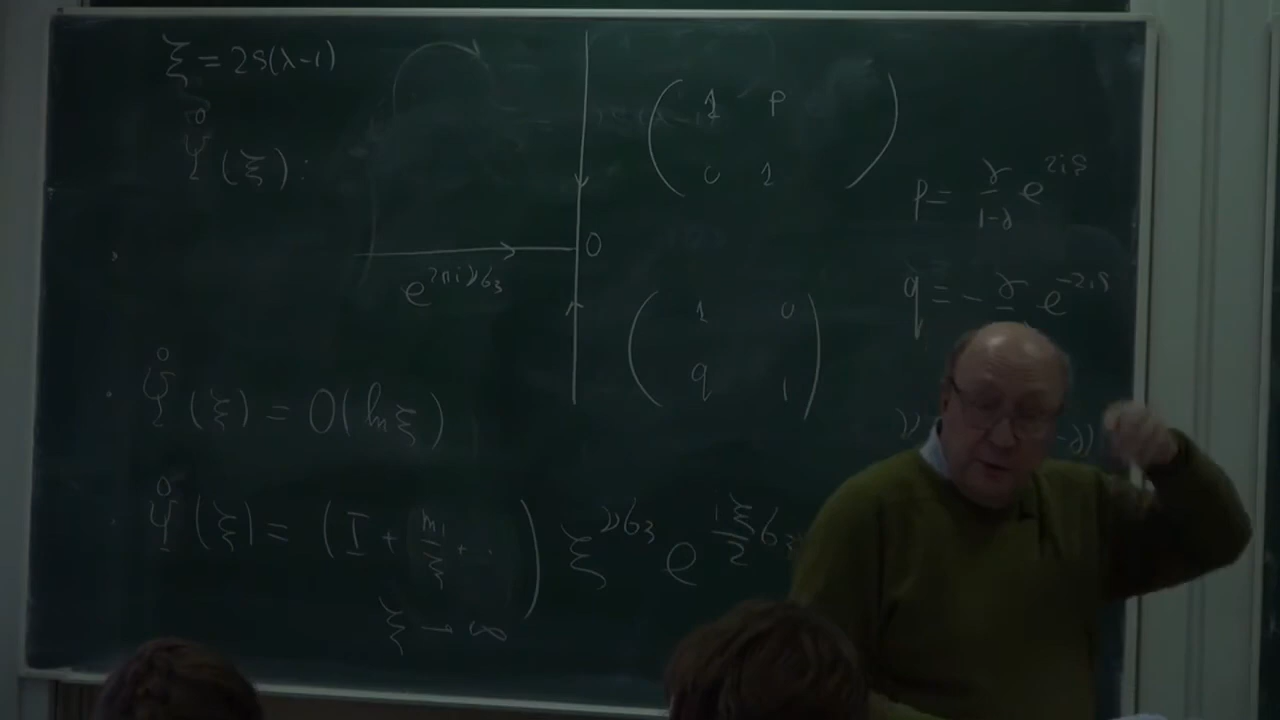 ξ = 2s(λ-1)
Ψ̊(ξ):
e^{2πiνσ₃}
0
( 1 p
0 1 )
( 1 0
q 1 )
p = γ/(1-γ) e^{2is}
q = - γ e^{-2is}
Ψ̊(ξ) = O(ln ξ)
Ψ̊(ξ) = (I + m₁/ξ + ..) ξ^{νσ₃} e^{iξ/2 σ₃}
ξ → ∞